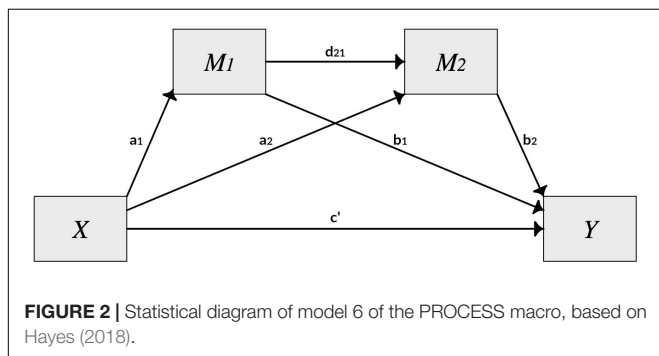 M1
d21
M2
a1
a2
b1
b2
X
c'
Y
FIGURE 2 | Statistical diagram of model 6 of the PROCESS macro, based on
Hayes (2018).